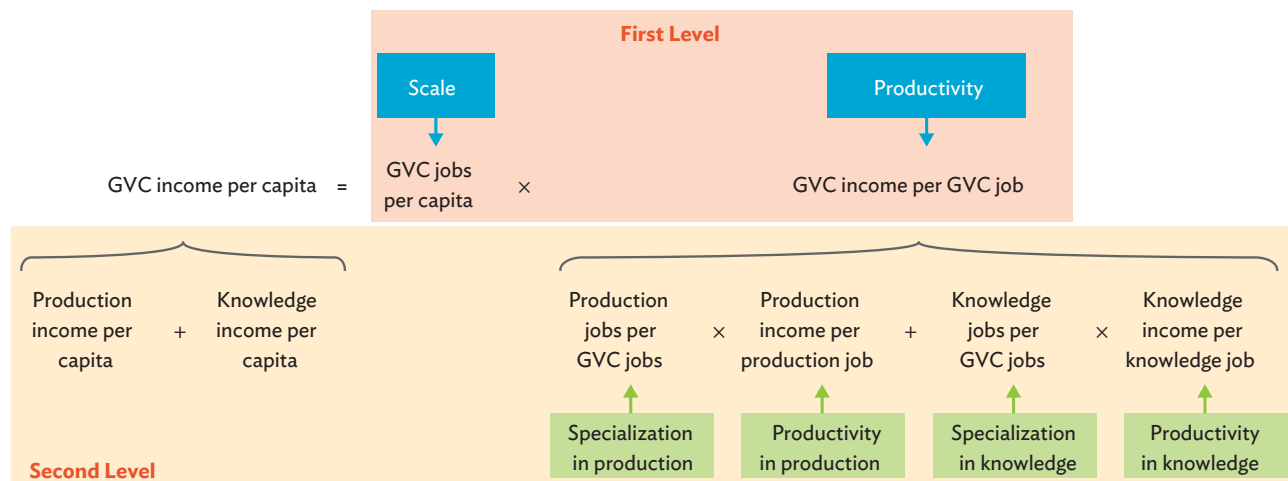 First Level
Scale
Productivity
GVC income per capita =
GVC jobs
per capita
×
GVC income per GVC job
Production
income per
capita
+
Knowledge
income per
capita
Production
jobs per
GVC jobs
×
Production
income per
production job
+
Knowledge
jobs per
GVC jobs
×
Knowledge
income per
knowledge job
Specialization
in production
Productivity
in production
Specialization
in knowledge
Productivity
in knowledge
Second Level